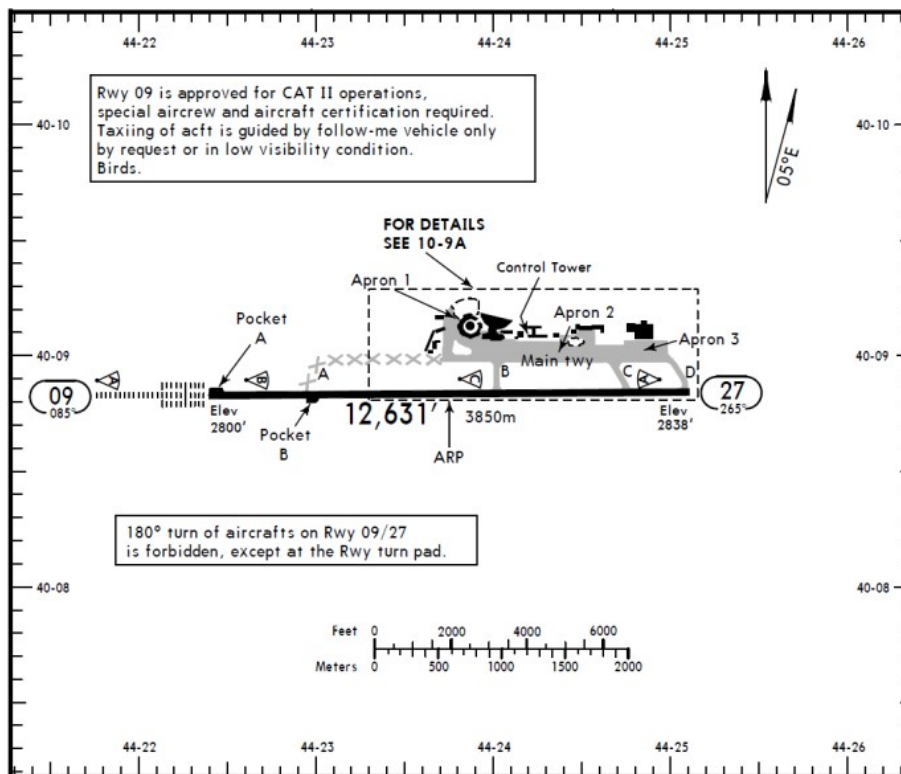 44-22 44-23 44-24 44-25 44-26
Rwy 09 is approved for CAT II operations,
special aircrew and aircraft certification required.
Taxiing of acft is guided by follow-me vehicle only
by request or in low visibility condition.
Birds.
40-10
40-10
05°E
FOR DETAILS
SEE 10-9A
Control Tower
Apron 1
Apron 2
Apron 3
Pocket
A
40-09
40-09
Main twy
A
B
C
D
A
B
C
A
09
085°
27
265°
Elev
2800'
12,631'
3850m
Elev
2838'
Pocket
B
ARP
180° turn of aircrafts on Rwy 09/27
is forbidden, except at the Rwy turn pad.
40-08
40-08
Feet 0 2000 4000 6000
Meters 0 500 1000 1500 2000
44-22 44-23 44-24 44-25 44-26